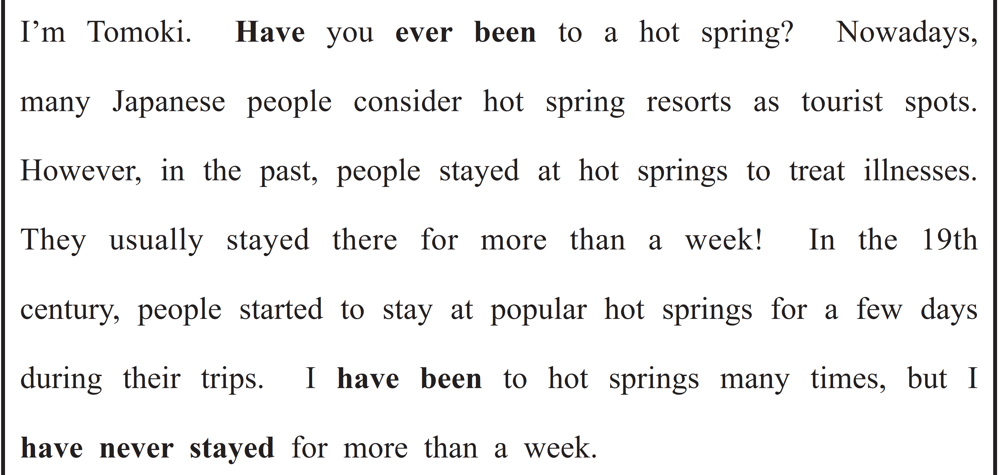 I’m Tomoki. Have you ever been to a hot spring? Nowadays,
many Japanese people consider hot spring resorts as tourist spots.
However, in the past, people stayed at hot springs to treat illnesses.
They usually stayed there for more than a week! In the 19th
century, people started to stay at popular hot springs for a few days
during their trips. I have been to hot springs many times, but I
have never stayed for more than a week.